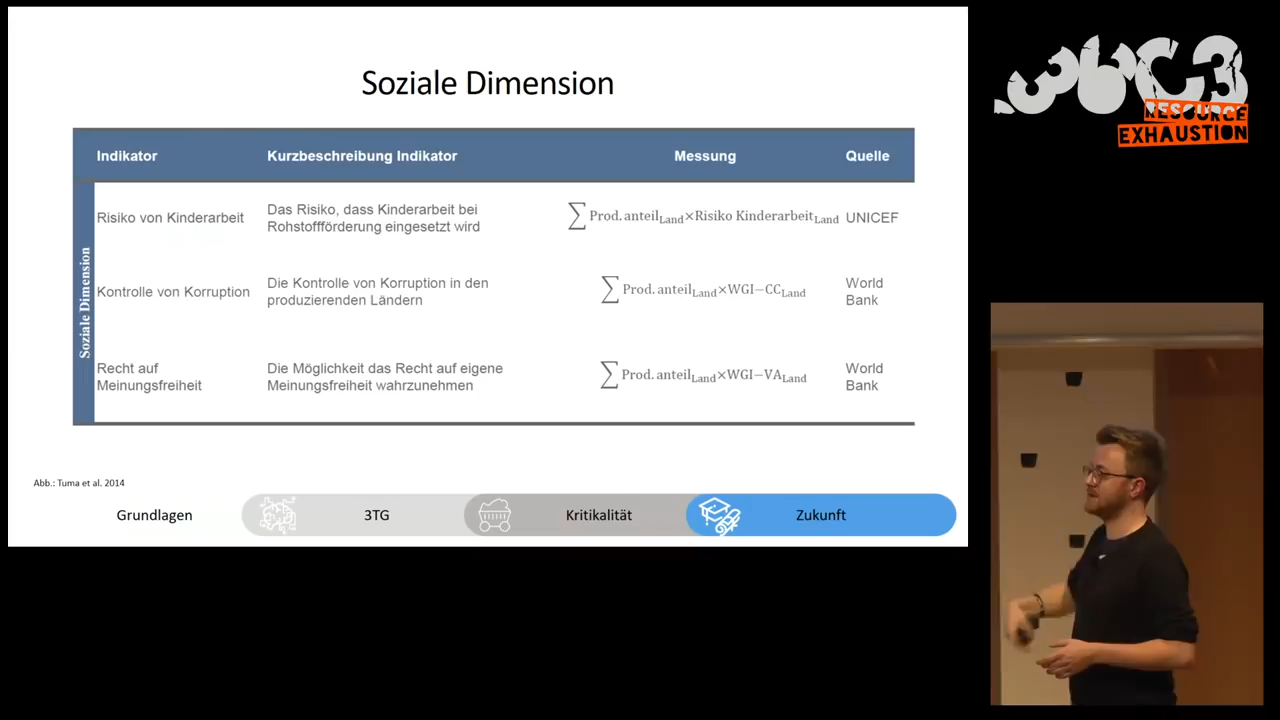 Soziale Dimension
Indikator Kurzbeschreibung Indikator Messung Quelle
Soziale Dimension
Risiko von Kinderarbeit
Das Risiko, dass Kinderarbeit bei
Rohstoffförderung eingesetzt wird
∑ Prod. anteil_Land×Risiko Kinderarbeit_Land
UNICEF
Kontrolle von Korruption
Die Kontrolle von Korruption in den
produzierenden Ländern
∑ Prod. anteil_Land×WGI−CC_Land
World
Bank
Recht auf
Meinungsfreiheit
Die Möglichkeit das Recht auf eigene
Meinungsfreiheit wahrzunehmen
∑ Prod. anteil_Land×WGI−VA_Land
World
Bank
Abb.: Tuma et al. 2014
Grundlagen 3TG Kritikalität Zukunft
36C3
RESOURCE
EXHAUSTION